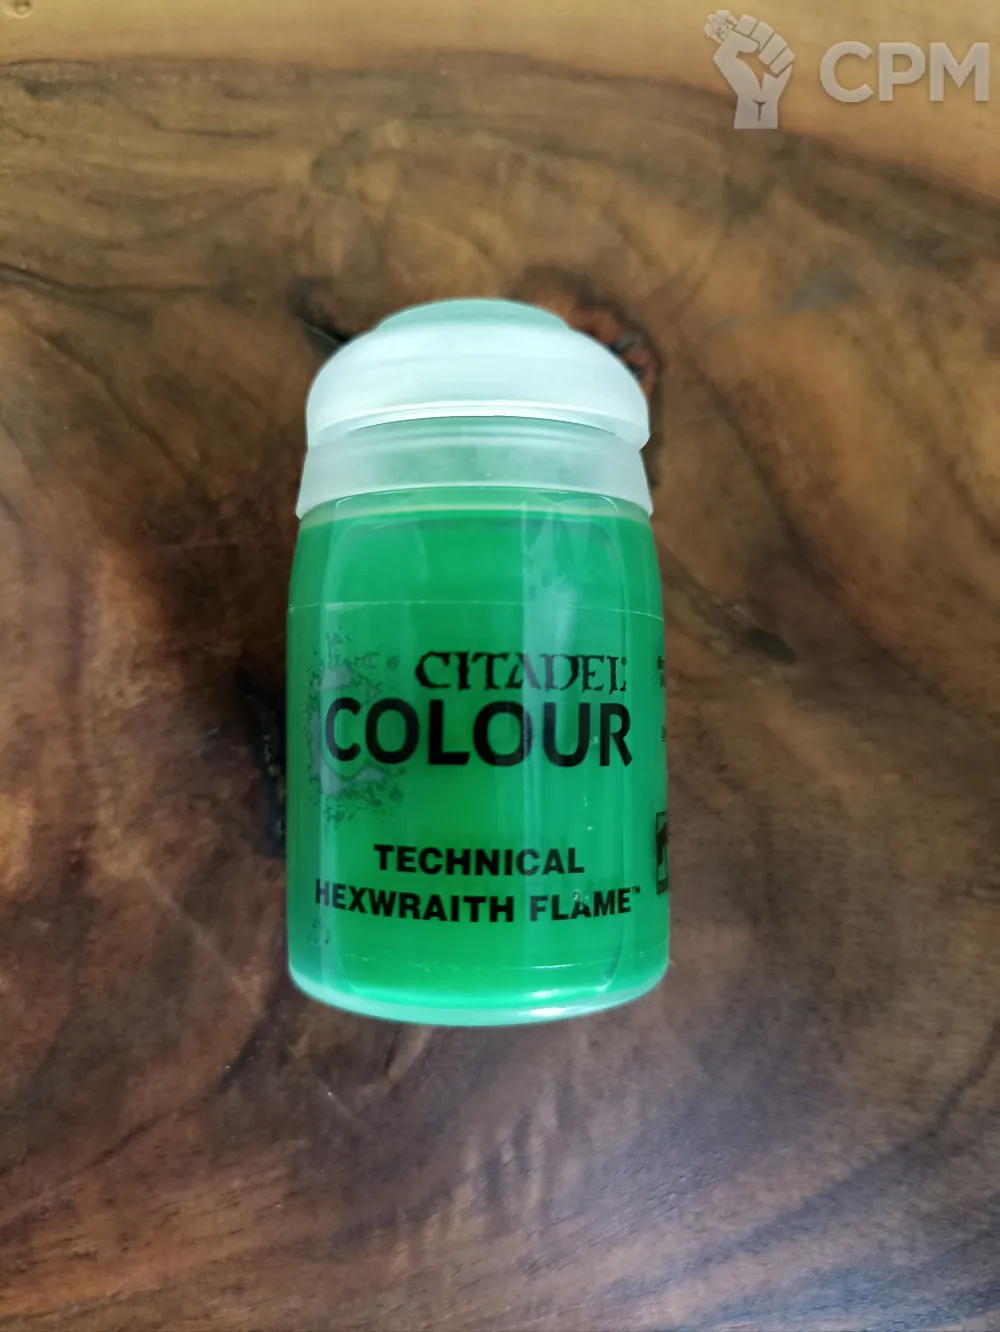 CPM
CITADEL
COLOUR
TECHNICAL
HEXWRAITH FLAME™